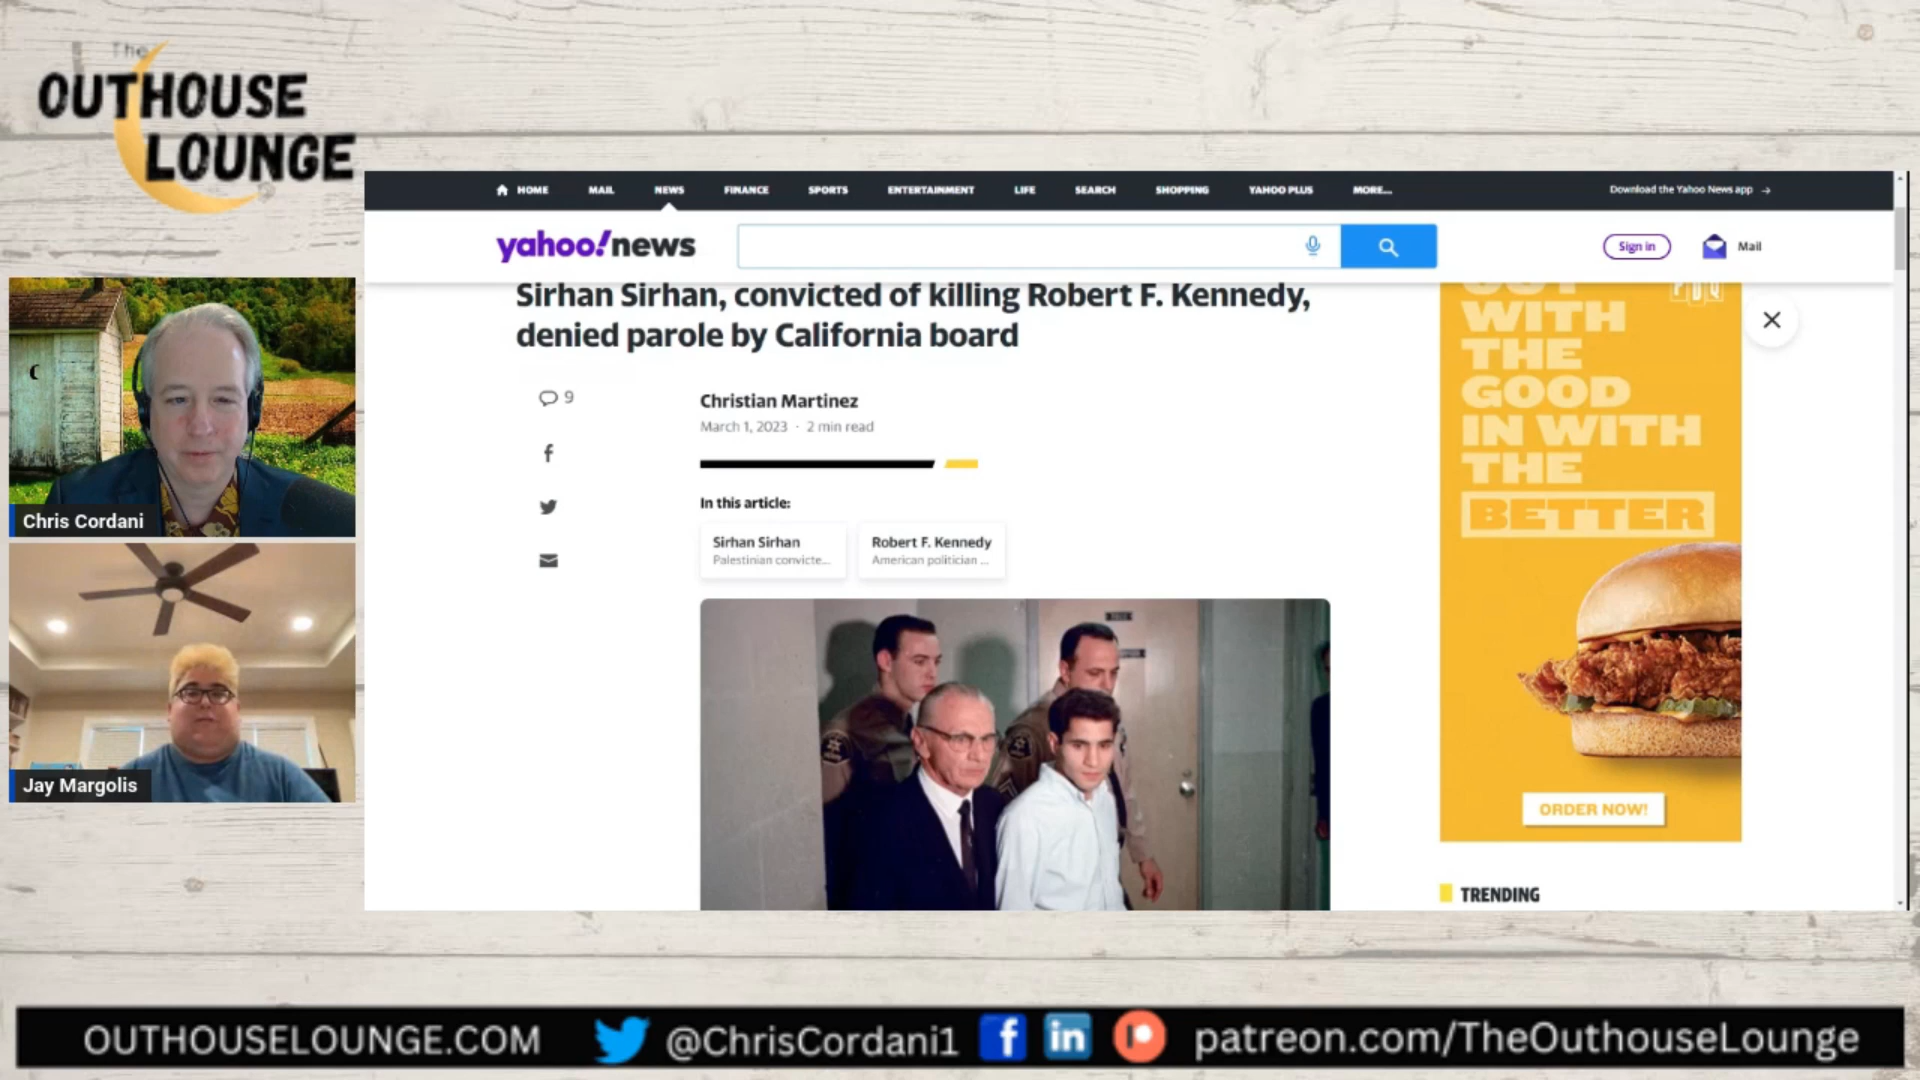 The
OUTHOUSE
LOUNGE
HOME MAIL NEWS FINANCE SPORTS ENTERTAINMENT LIFE SEARCH SHOPPING YAHOO PLUS MORE... Download the Yahoo News app →
yahoo!news
Sign in
Mail
Sirhan Sirhan, convicted of killing Robert F. Kennedy,
denied parole by California board
9
Christian Martinez
March 1, 2023 · 2 min read
In this article:
Sirhan Sirhan
Palestinian convicte...
Robert F. Kennedy
American politician ...
WITH
THE
GOOD
IN WITH
THE
BETTER
ORDER NOW!
TRENDING
Chris Cordani
Jay Margolis
OUTHOUSELOUNGE.COM @ChrisCordani1 f in patreon.com/TheOuthouseLounge